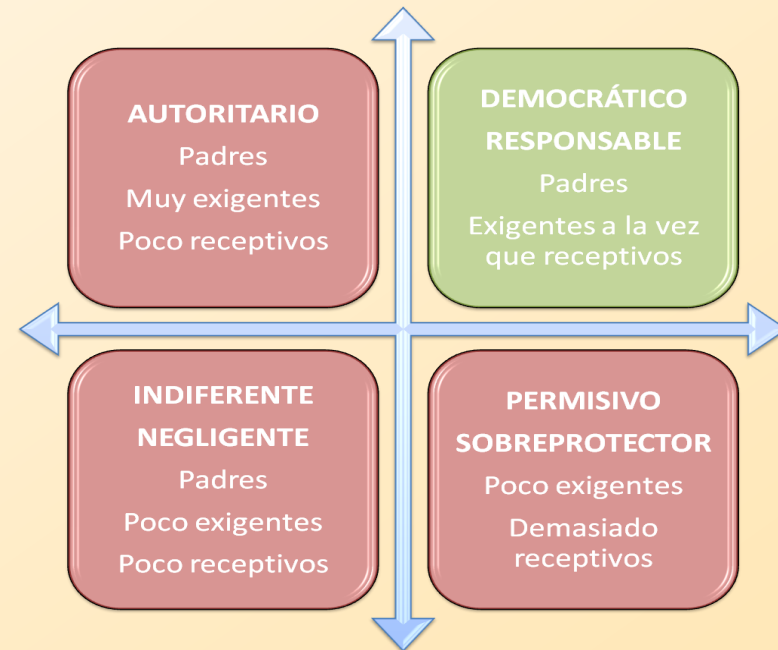 AUTORITARIO
Padres
Muy exigentes
Poco receptivos
DEMOCRÁTICO
RESPONSABLE
Padres
Exigentes a la vez
que receptivos
INDIFERENTE
NEGLIGENTE
Padres
Poco exigentes
Poco receptivos
PERMISIVO
SOBREPROTECTOR
Poco exigentes
Demasiado
receptivos